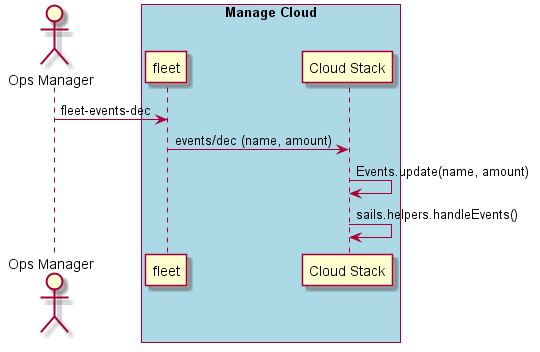 Manage Cloud
Ops Manager
fleet
Cloud Stack
fleet-events-dec
events/dec (name, amount)
Events.update(name, amount)
sails.helpers.handleEvents()
Ops Manager
fleet
Cloud Stack